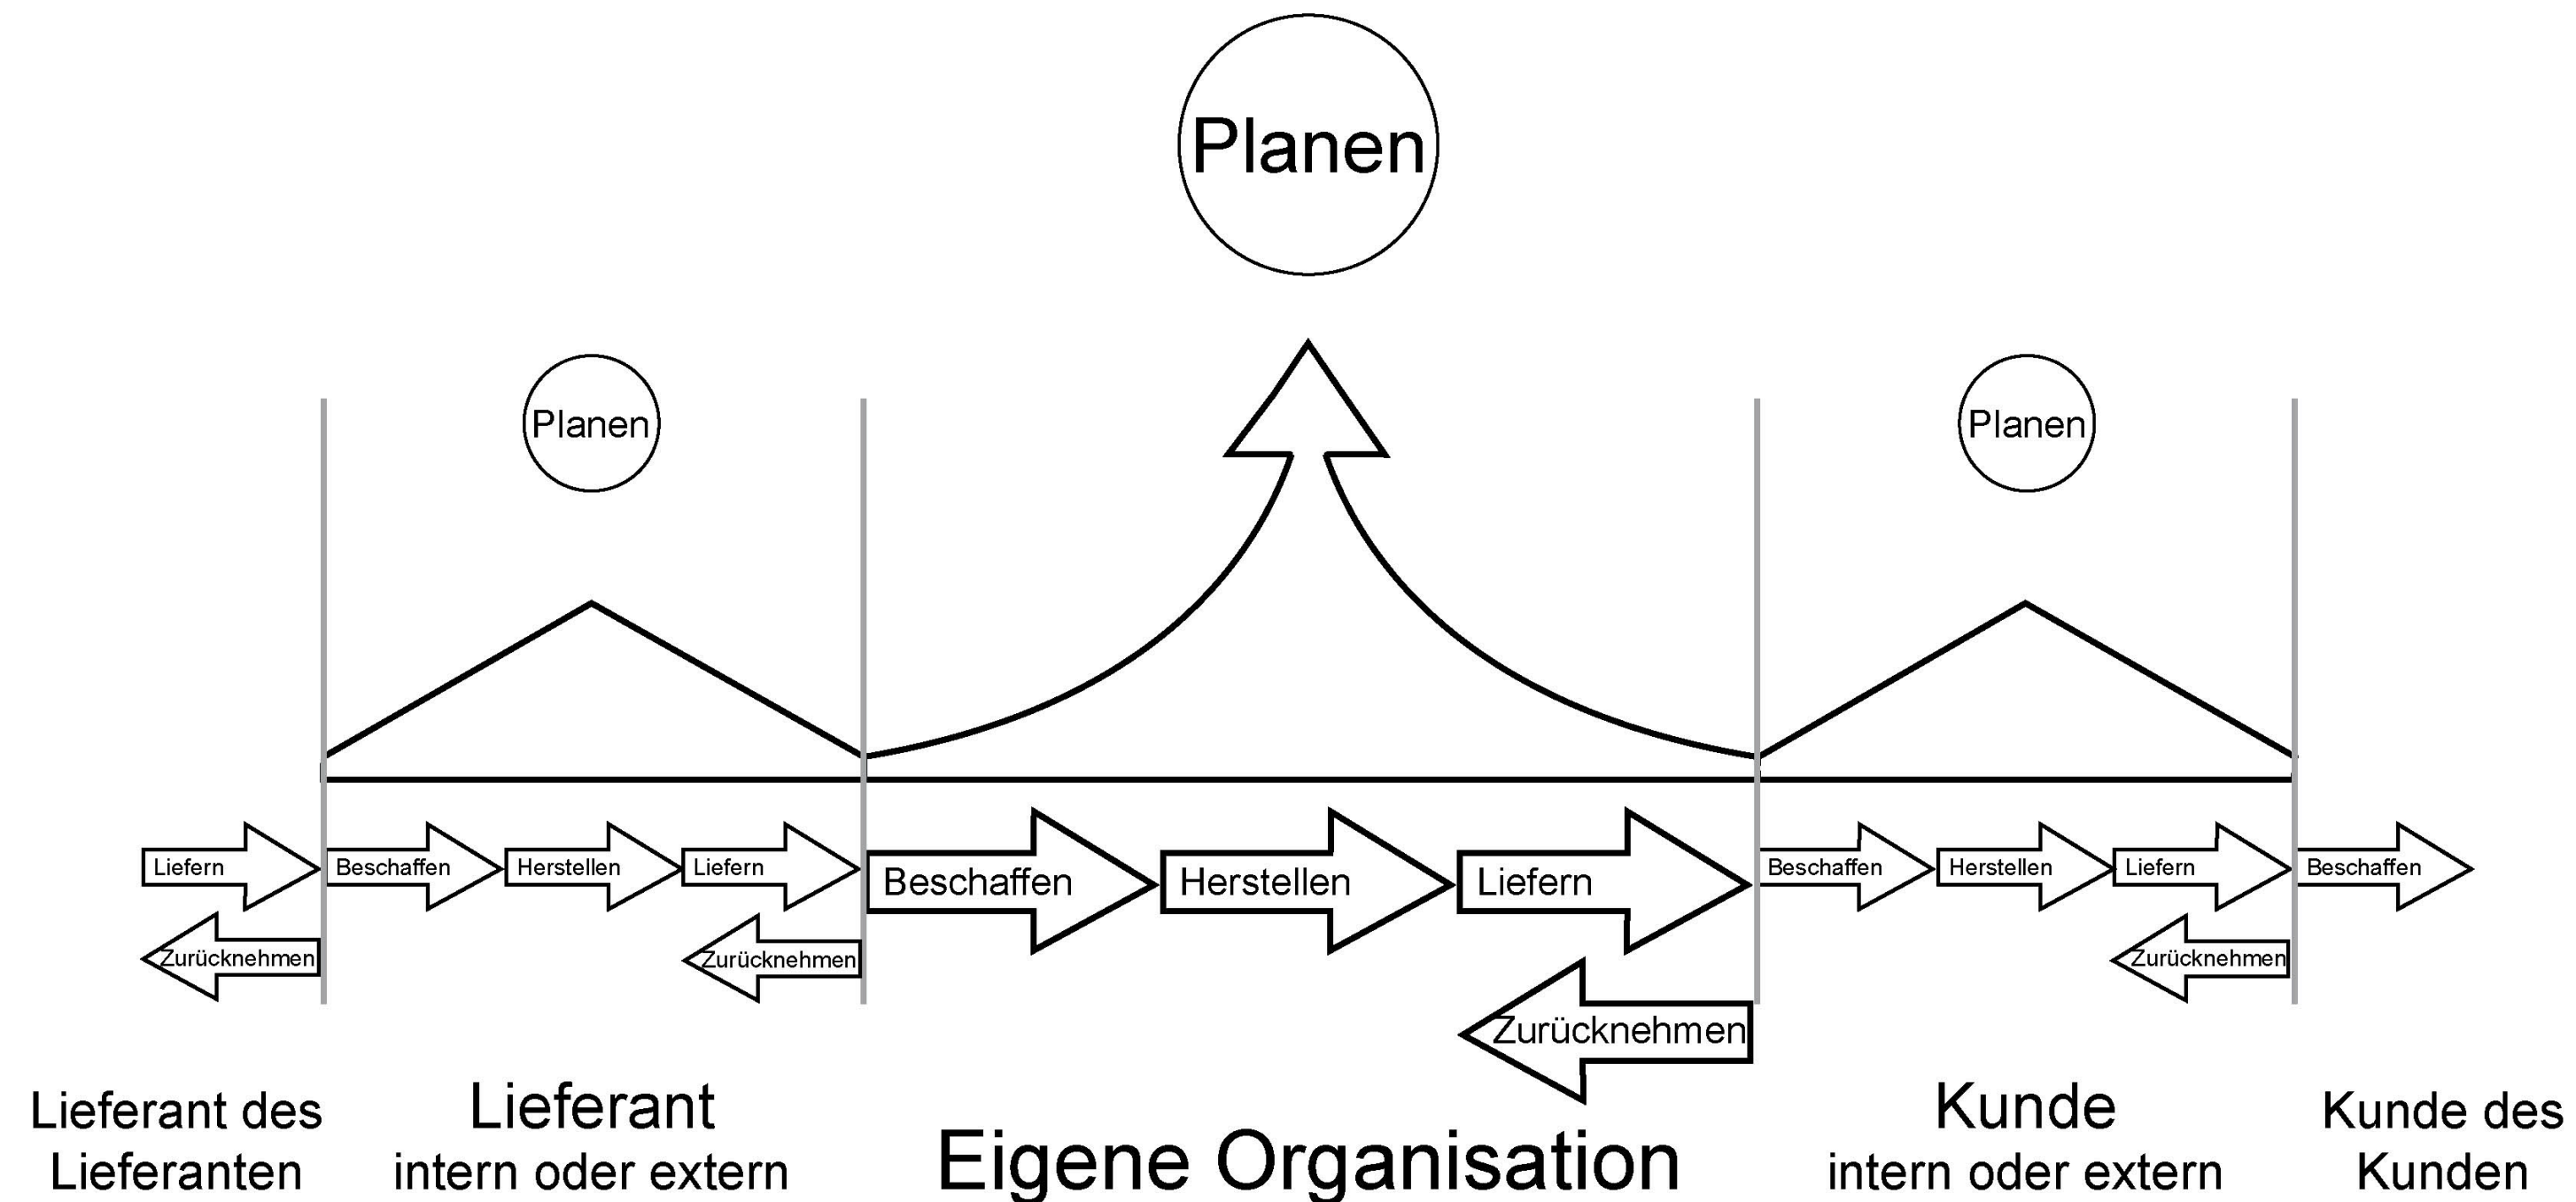 Planen
Planen
Planen
Liefern
Beschaffen
Herstellen
Liefern
Beschaffen
Herstellen
Liefern
Beschaffen
Herstellen
Liefern
Beschaffen
Zurücknehmen
Zurücknehmen
Zurücknehmen
Zurücknehmen
Lieferant des
Lieferanten
Lieferant
intern oder extern
Eigene Organisation
Kunde
intern oder extern
Kunde des
Kunden